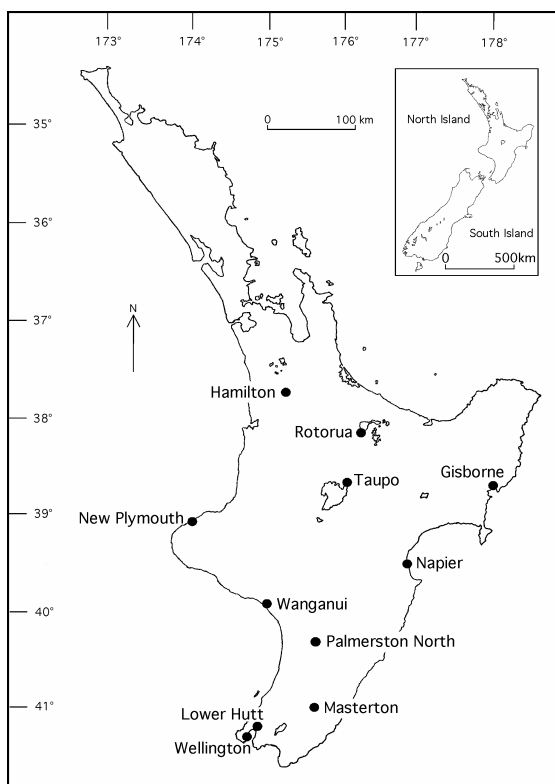 173° 174° 175° 176° 177° 178°
35°
36°
37°
38°
39°
40°
41°
0 100 km
North Island
South Island
0 500km
N
Hamilton
Rotorua
Taupo
Gisborne
New Plymouth
Napier
Wanganui
Palmerston North
Masterton
Lower Hutt
Wellington